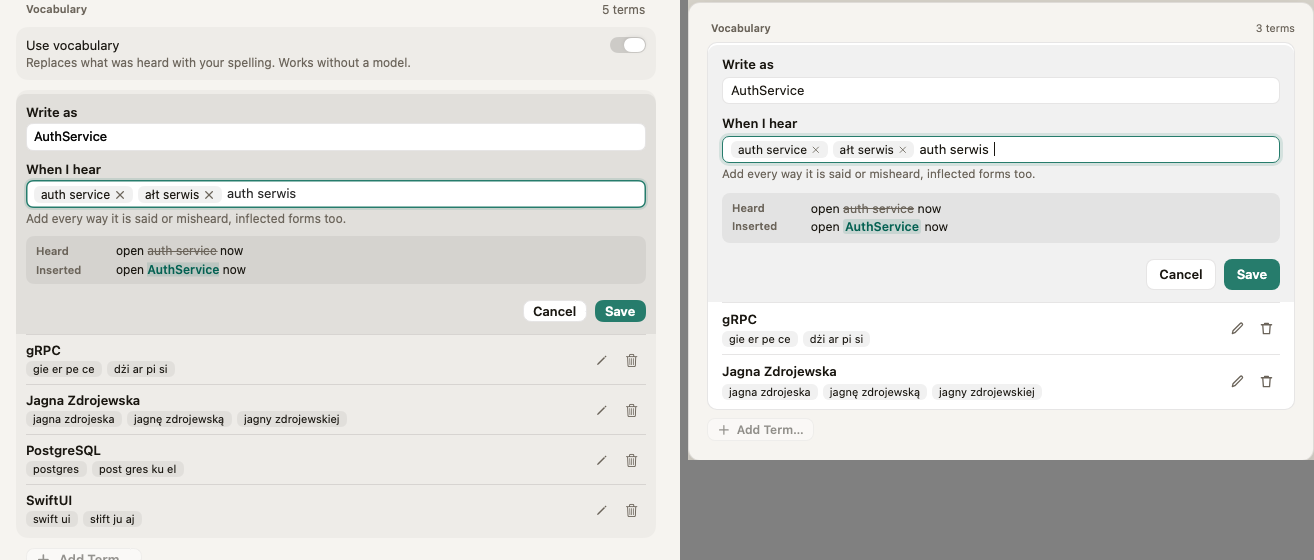 Vocabulary 5 terms
Use vocabulary
Replaces what was heard with your spelling. Works without a model.
Write as
AuthService
When I hear
auth service × ałt serwis × auth serwis
Add every way it is said or misheard, inflected forms too.
Heard open auth service now
Inserted open AuthService now
Cancel Save
gRPC
gie er pe ce dżi ar pi si
Jagna Zdrojewska
jagna zdrojeska jagnę zdrojewską jagny zdrojewskiej
PostgreSQL
postgres post gres ku el
SwiftUI
swift ui słift ju aj
+ Add Term...
Vocabulary 3 terms
Write as
AuthService
When I hear
auth service × ałt serwis × auth serwis
Add every way it is said or misheard, inflected forms too.
Heard open auth service now
Inserted open AuthService now
Cancel Save
gRPC
gie er pe ce dżi ar pi si
Jagna Zdrojewska
jagna zdrojeska jagnę zdrojewską jagny zdrojewskiej
+ Add Term...